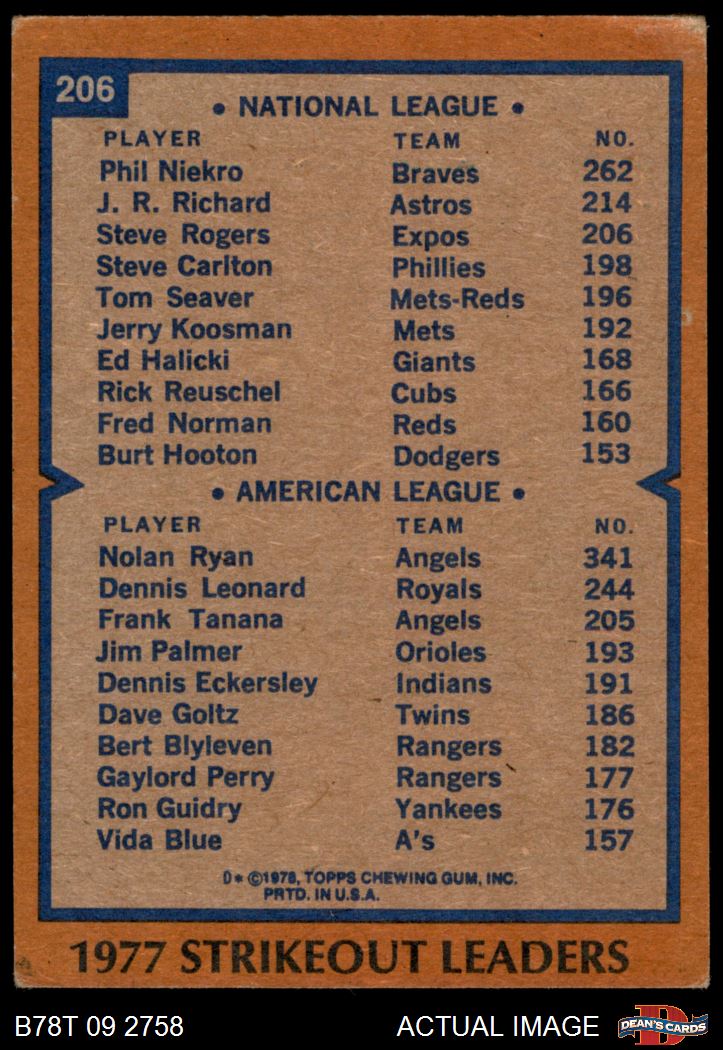 206
• NATIONAL LEAGUE •
PLAYER TEAM NO.
Phil Niekro Braves 262
J. R. Richard Astros 214
Steve Rogers Expos 206
Steve Carlton Phillies 198
Tom Seaver Mets-Reds 196
Jerry Koosman Mets 192
Ed Halicki Giants 168
Rick Reuschel Cubs 166
Fred Norman Reds 160
Burt Hooton Dodgers 153
• AMERICAN LEAGUE •
PLAYER TEAM NO.
Nolan Ryan Angels 341
Dennis Leonard Royals 244
Frank Tanana Angels 205
Jim Palmer Orioles 193
Dennis Eckersley Indians 191
Dave Goltz Twins 186
Bert Blyleven Rangers 182
Gaylord Perry Rangers 177
Ron Guidry Yankees 176
Vida Blue A's 157
D* ©1978, TOPPS CHEWING GUM, INC.
PRTD. IN U.S.A.
1977 STRIKEOUT LEADERS
B78T 09 2758 ACTUAL IMAGE D DEAN'S CARDS